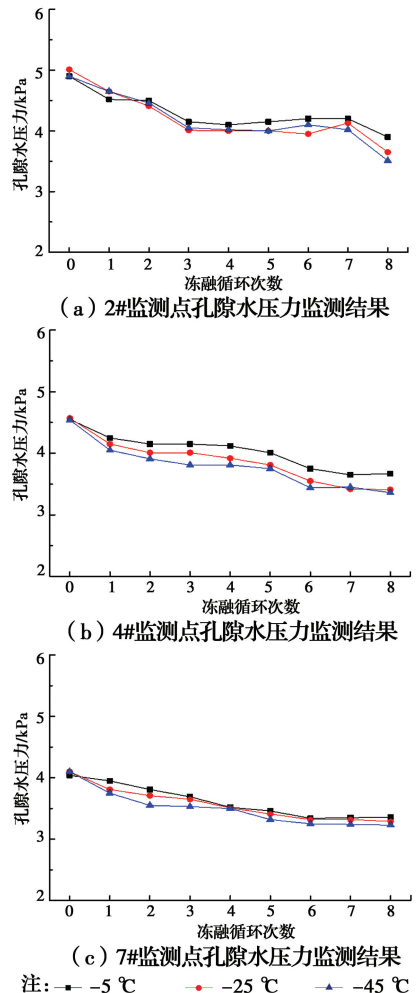 6
5
4
3
2
孔隙水压力/kPa
0 1 2 3 4 5 6 7 8
冻融循环次数
（a）2#监测点孔隙水压力监测结果
6
5
4
3
2
孔隙水压力/kPa
0 1 2 3 4 5 6 7 8
冻融循环次数
（b）4#监测点孔隙水压力监测结果
6
5
4
3
2
孔隙水压力/kPa
0 1 2 3 4 5 6 7 8
冻融循环次数
（c）7#监测点孔隙水压力监测结果
注： -5 ℃ -25 ℃ -45 ℃